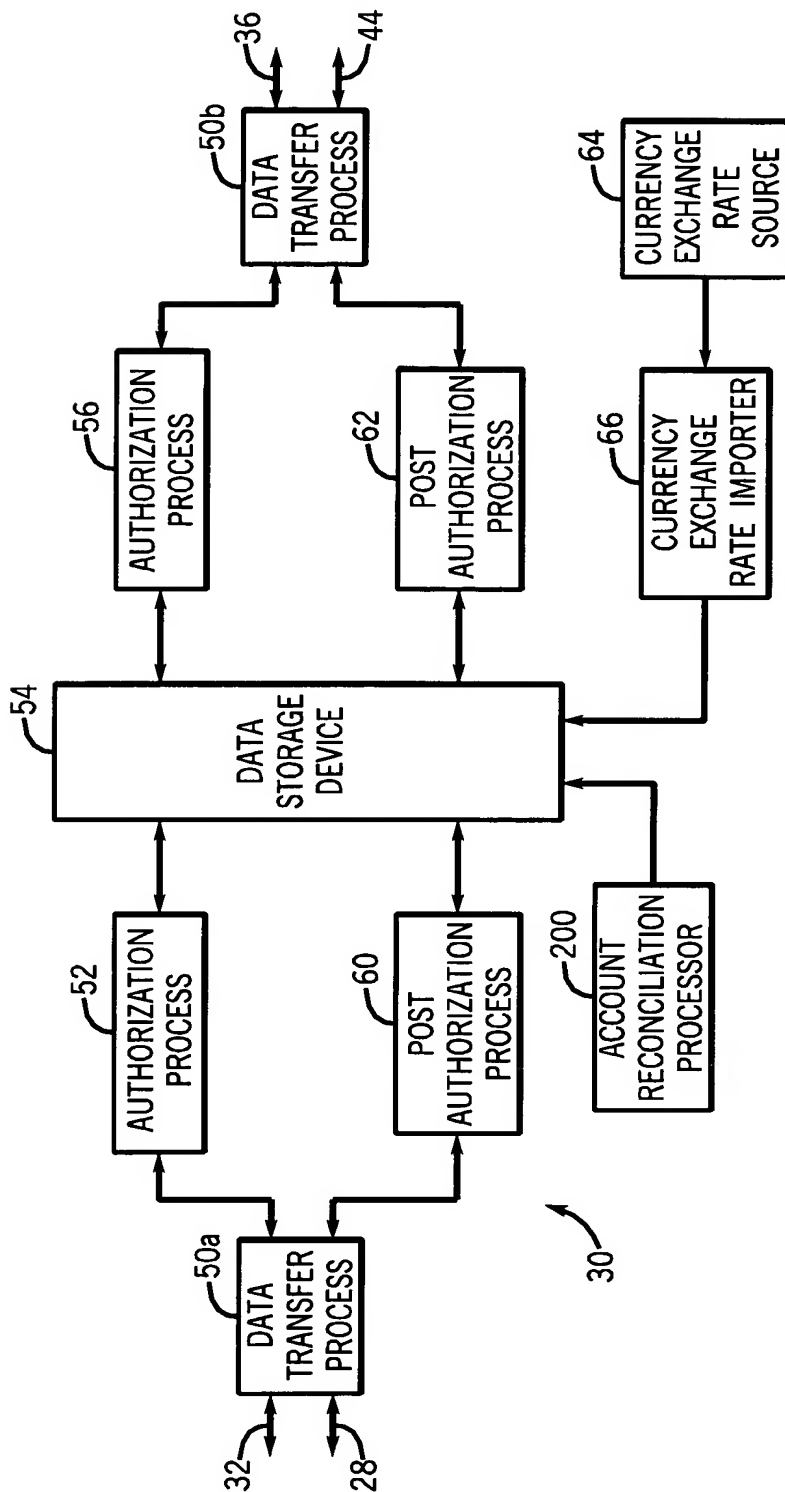 32
28
50a
DATA
TRANSFER
PROCESS
52
AUTHORIZATION
PROCESS
60
POST
AUTHORIZATION
PROCESS
30
200
ACCOUNT
RECONCILIATION
PROCESSOR
54
DATA
STORAGE
DEVICE
56
AUTHORIZATION
PROCESS
62
POST
AUTHORIZATION
PROCESS
66
CURRENCY
EXCHANGE
RATE IMPORTER
50b
DATA
TRANSFER
PROCESS
36
44
64
CURRENCY
EXCHANGE
RATE
SOURCE